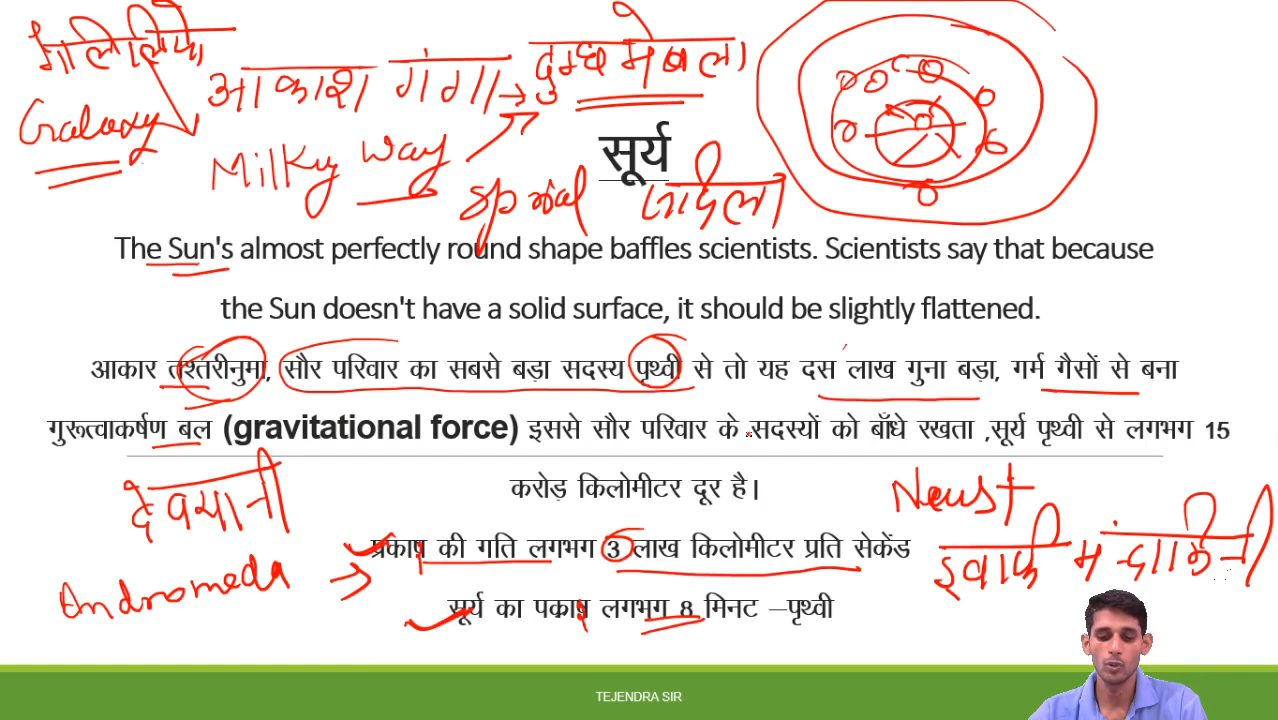 गालिलियो
Galaxy
आकाश गंगा → दुग्ध मेखला
Milky Way
सूर्य
The Sun's almost perfectly round shape baffles scientists. Scientists say that because
the Sun doesn't have a solid surface, it should be slightly flattened.
आकार तश्तरीनुमा, सौर परिवार का सबसे बड़ा सदस्य पृथ्वी से तो यह दस लाख गुना बड़ा, गर्म गैसों से बना
गुरूत्वाकर्षण बल (gravitational force) इससे सौर परिवार के सदस्यों को बाँधे रखता ,सूर्य पृथ्वी से लगभग 15
करोड़ किलोमीटर दूर है।
देवयानी
प्रकाष की गति लगभग 3 लाख किलोमीटर प्रति सेकेंड
Andromeda →
सूर्य का पकाष लगभग 8 मिनट –पृथ्वी
TEJENDRA SIR